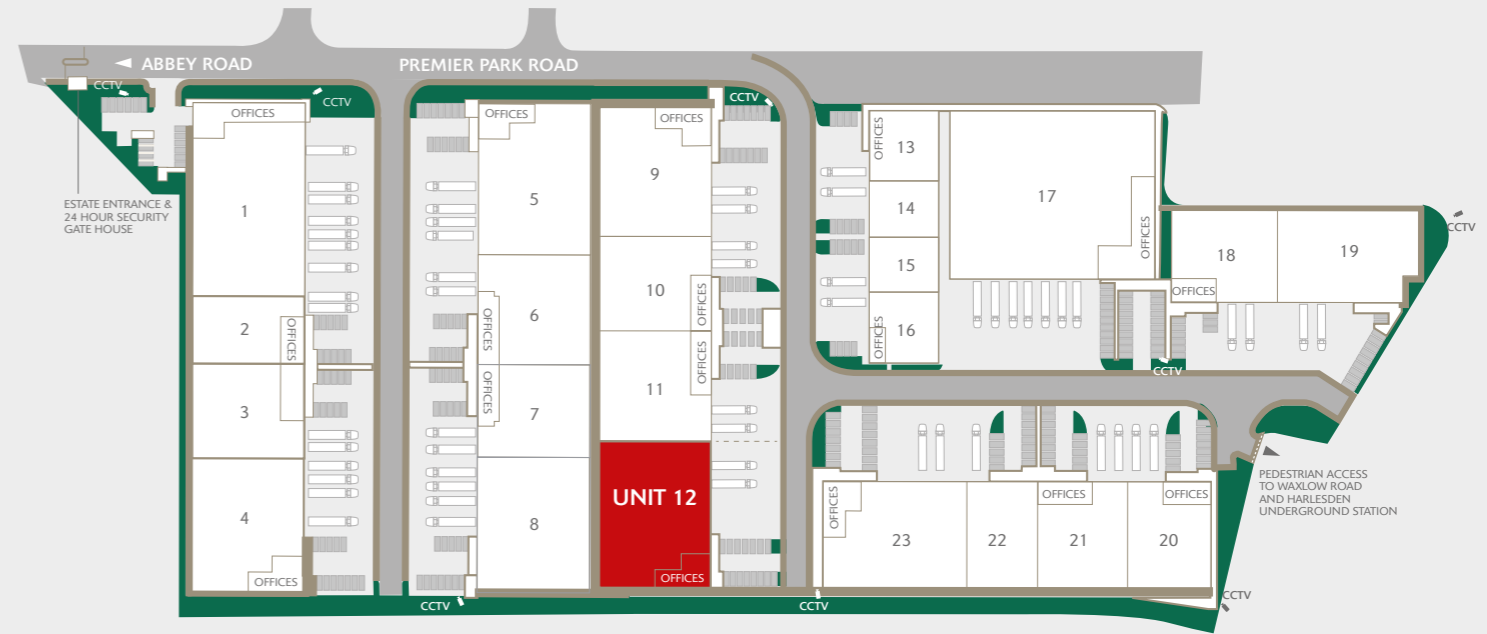 ABBEY ROAD
PREMIER PARK ROAD
CCTV
CCTV
CCTV
OFFICES
OFFICES
OFFICES
OFFICES
13
9
5
17
1
14
ESTATE ENTRANCE &
24 HOUR SECURITY
GATE HOUSE
CCTV
OFFICES
18
19
15
10
OFFICES
OFFICES
6
OFFICES
2
OFFICES
16
OFFICES
11
OFFICES
CCTV
3
7
OFFICES
UNIT 12
PEDESTRIAN ACCESS
TO WAXLOW ROAD
AND HARLESDEN
UNDERGROUND STATION
OFFICES
OFFICES
OFFICES
4
8
23
22
21
20
OFFICES
OFFICES
CCTV
CCTV
CCTV